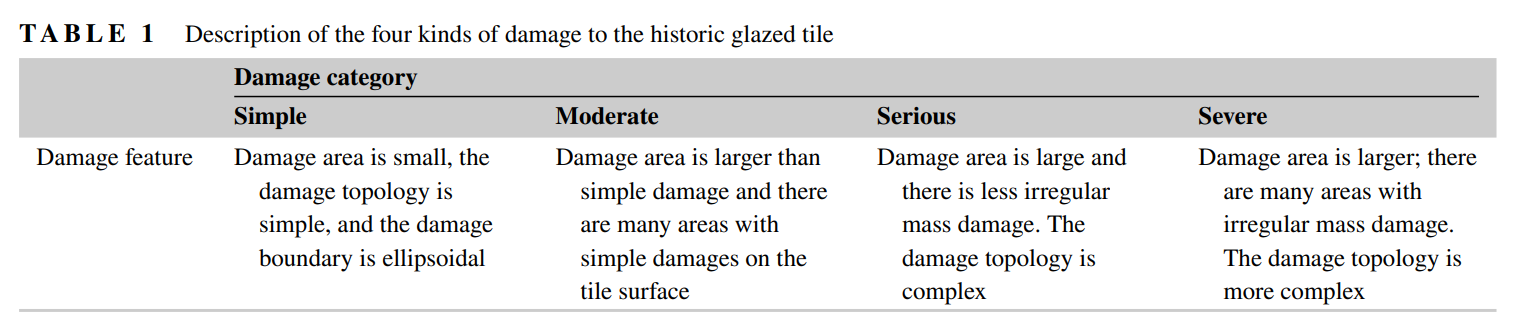 TABLE 1 Description of the four kinds of damage to the historic glazed tile
Damage category
Simple Moderate Serious Severe
Damage feature
Damage area is small, the
damage topology is
simple, and the damage
boundary is ellipsoidal
Damage area is larger than
simple damage and there
are many areas with
simple damages on the
tile surface
Damage area is large and
there is less irregular
mass damage. The
damage topology is
complex
Damage area is larger; there
are many areas with
irregular mass damage.
The damage topology is
more complex